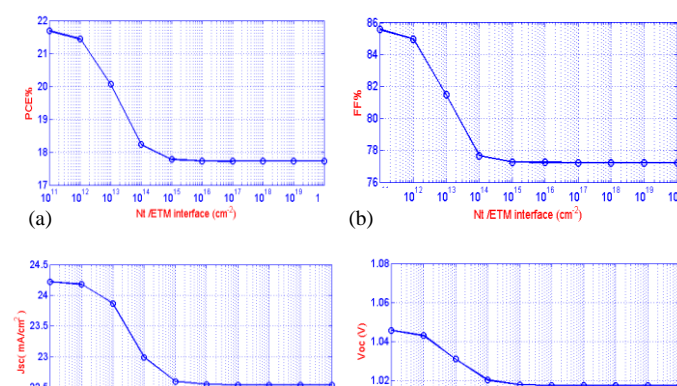 22
21
20
19
18
17
PCE%
10^11 10^12 10^13 10^14 10^15 10^16 10^17 10^18 10^19 1
Nt /ETM interface (cm^-2)
(a)
86
84
82
80
78
76
FF%
10^12 10^13 10^14 10^15 10^16 10^17 10^18 10^19 10
Nt /ETM interface (cm^-2)
(b)
24.5
24
23.5
23
Jsc( mA/cm^2)
1.08
1.06
1.04
1.02
Voc (V)